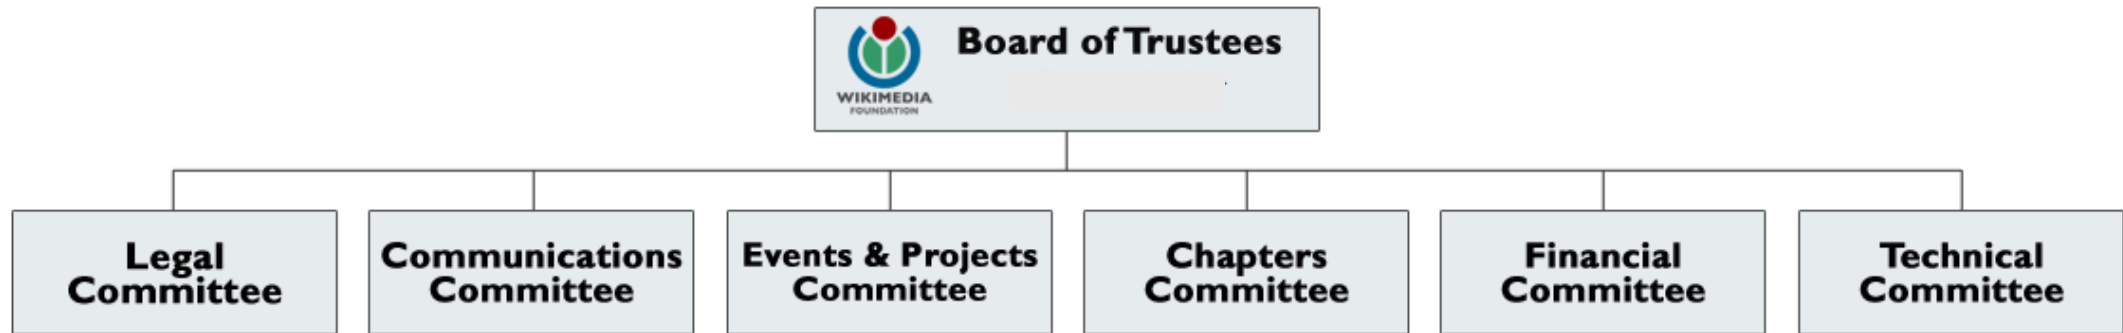 Board of Trustees
WIKIMEDIA
FOUNDATION
Legal
Committee
Communications
Committee
Events & Projects
Committee
Chapters
Committee
Financial
Committee
Technical
Committee